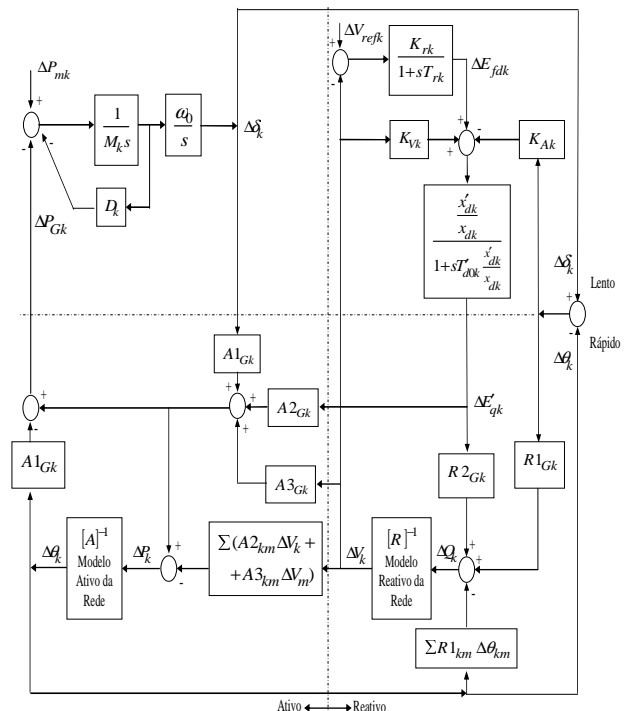 ΔV_refk
ΔP_mk
+
-
-
1
M_k s
ω_0
s
Δδ_k
D_k
ΔP_Gk
+
-
K_rk
1+sT_rk
ΔE_fdk
K_Vk
+
+
-
K_Ak
x'_dk
x_dk
1+sT'_d0k x'_dk
x_dk
Δδ_k
Lento
+
-
Rápido
Δθ_k
A1_Gk
+
+
+
A2_Gk
ΔE'_qk
+
-
A1_Gk
A3_Gk
R2_Gk
R1_Gk
Δθ_k
[A]^-1
Modelo
Ativo da
Rede
ΔP_k
+
-
∑(A2_km ΔV_k +
+A3_km ΔV_m)
ΔV_k
[R]^-1
Modelo
Reativo da
Rede
ΔQ_k
+
+
-
∑R1_km Δθ_km
Ativo
Reativo